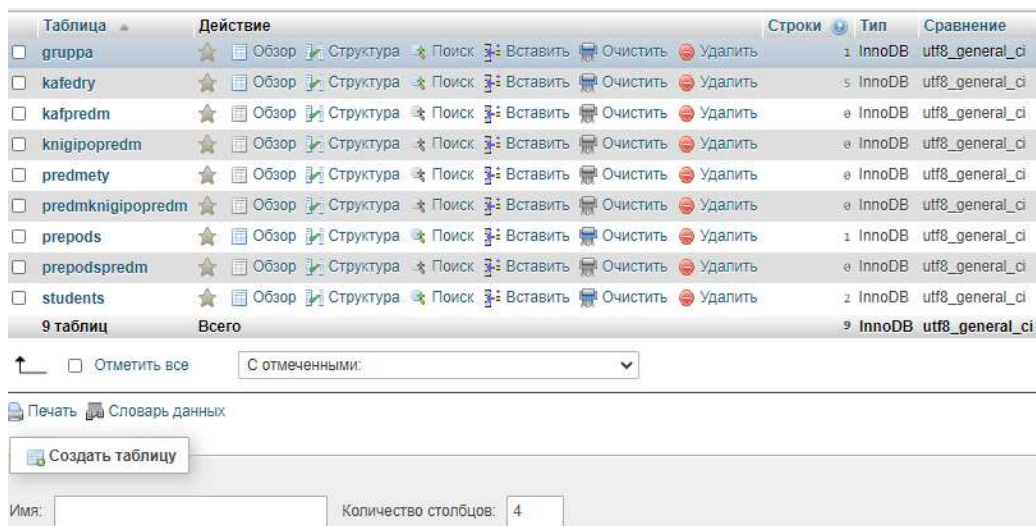 Таблица Действие Строки Тип Сравнение
gruppa Обзор Структура Поиск Вставить Очистить Удалить 1 InnoDB utf8_general_ci
kafedry Обзор Структура Поиск Вставить Очистить Удалить 5 InnoDB utf8_general_ci
kafpredm Обзор Структура Поиск Вставить Очистить Удалить 0 InnoDB utf8_general_ci
knigipopredm Обзор Структура Поиск Вставить Очистить Удалить 0 InnoDB utf8_general_ci
predmety Обзор Структура Поиск Вставить Очистить Удалить 0 InnoDB utf8_general_ci
predmknigipopredm Обзор Структура Поиск Вставить Очистить Удалить 0 InnoDB utf8_general_ci
prepods Обзор Структура Поиск Вставить Очистить Удалить 1 InnoDB utf8_general_ci
prepodspredm Обзор Структура Поиск Вставить Очистить Удалить 0 InnoDB utf8_general_ci
students Обзор Структура Поиск Вставить Очистить Удалить 2 InnoDB utf8_general_ci
9 таблиц Всего 9 InnoDB utf8_general_ci
Отметить все С отмеченными:
Печать Словарь данных
Создать таблицу
Имя: Количество столбцов: 4